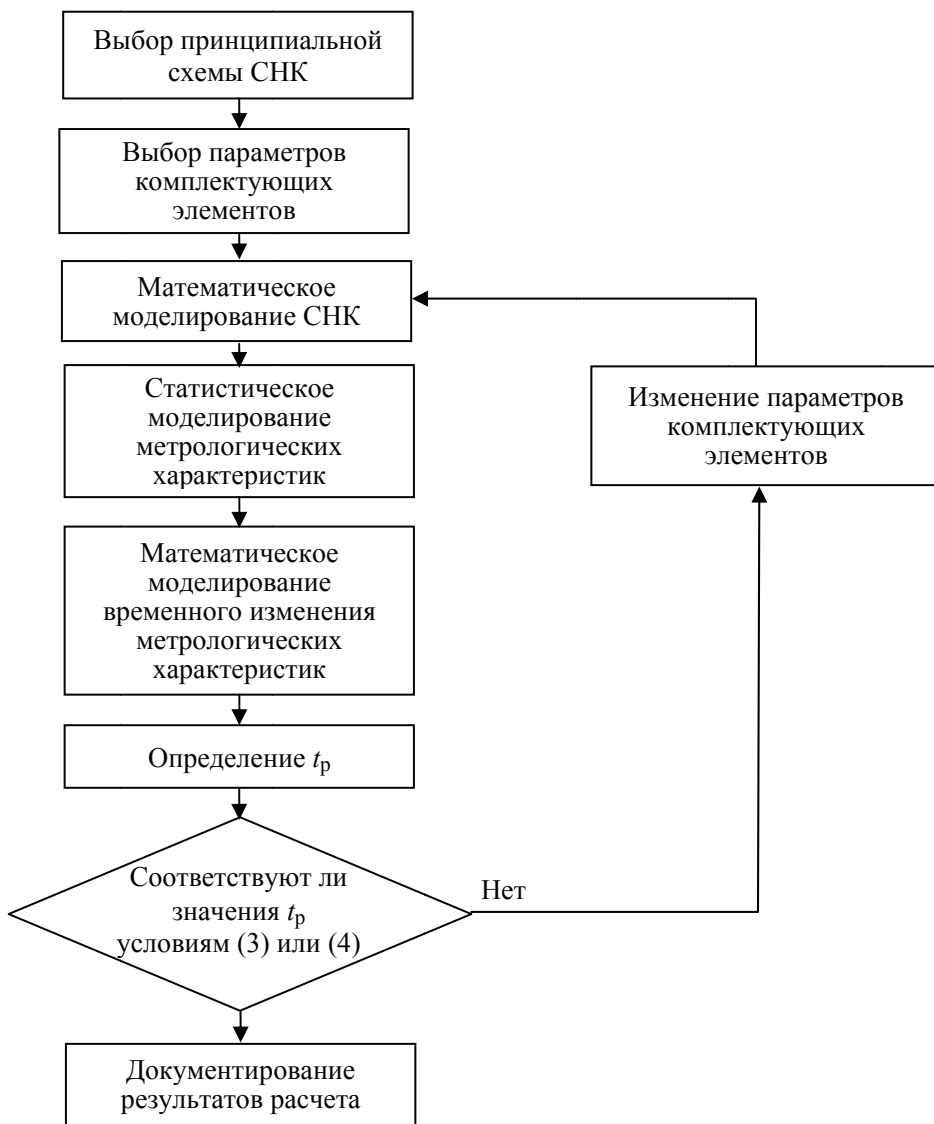 Выбор принципиальной
схемы СНК
Выбор параметров
комплектующих
элементов
Математическое
моделирование СНК
Статистическое
моделирование
метрологических
характеристик
Изменение параметров
комплектующих
элементов
Математическое
моделирование
временного изменения
метрологических
характеристик
Определение tр
Соответствуют ли
значения tр
условиям (3) или (4)
Нет
Документирование
результатов расчета